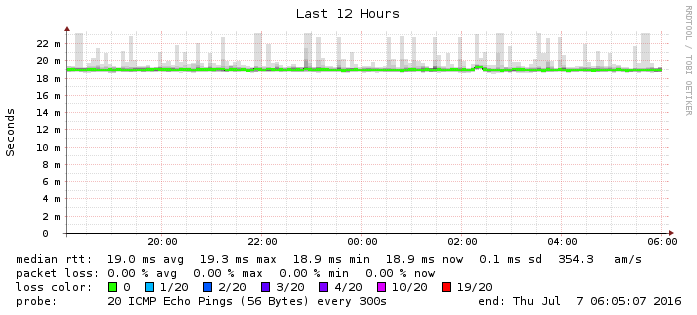 Last 12 Hours
RRDTOOL / TOBI OETIKER
Seconds
22 m
20 m
18 m
16 m
14 m
12 m
10 m
8 m
6 m
4 m
2 m
0
20:00 22:00 00:00 02:00 04:00 06:00
median rtt: 19.0 ms avg 19.3 ms max 18.9 ms min 18.9 ms now 0.1 ms sd 354.3 am/s
packet loss: 0.00 % avg 0.00 % max 0.00 % min 0.00 % now
loss color: 0 1/20 2/20 3/20 4/20 10/20 19/20
probe: 20 ICMP Echo Pings (56 Bytes) every 300s end: Thu Jul 7 06:05:07 2016